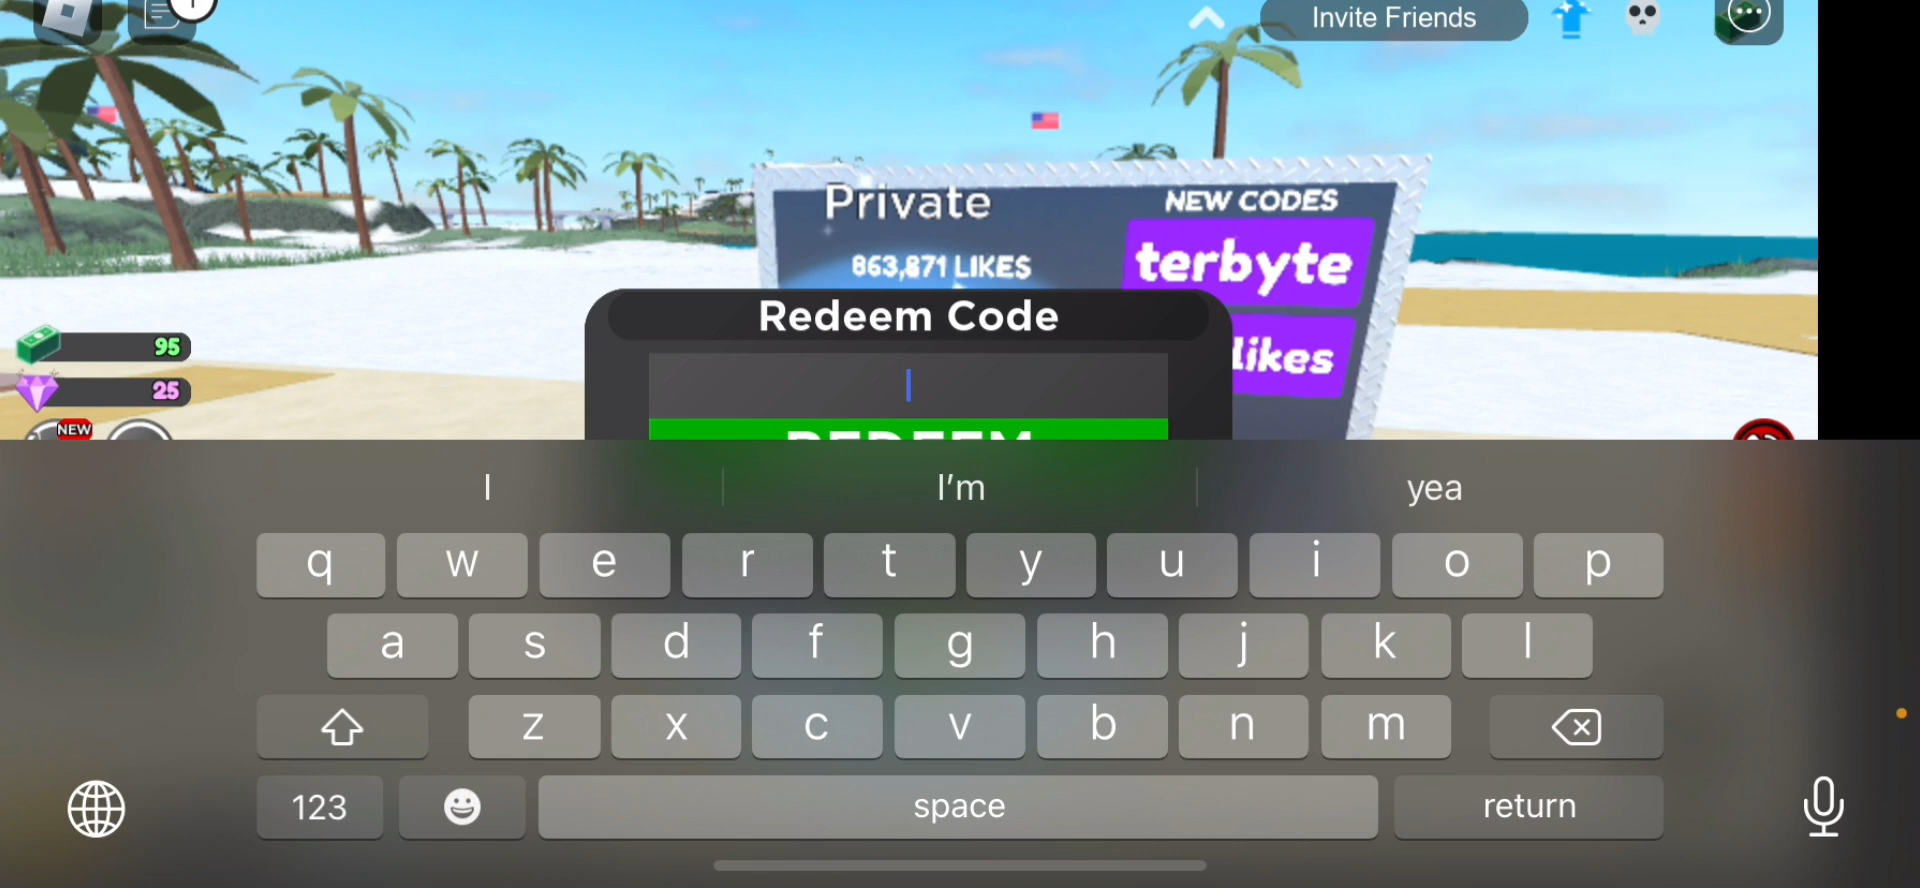 Invite Friends
Private
NEW CODES
terbyte
863,871 LIKES
Redeem Code
likes
95
25
NEW
REDEEM
I
I'm
yea
q w e r t y u i o p
a s d f g h j k l
z x c v b n m
123
space
return